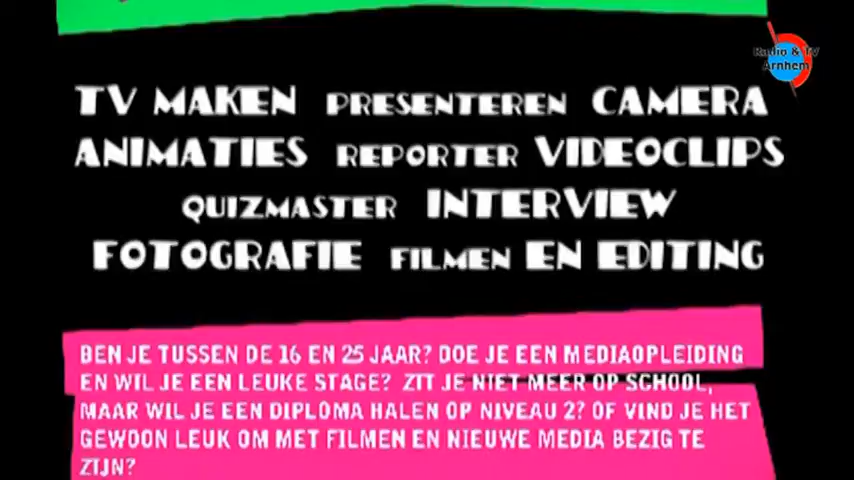 Radio & TV
Arnhem
TV MAKEN PRESENTEREN CAMERA
ANIMATIES REPORTER VIDEOCLIPS
QUIZMASTER INTERVIEW
FOTOGRAFIE FILMEN EN EDITING
BEN JE TUSSEN DE 16 EN 25 JAAR? DOE JE EEN MEDIAOPLEIDING
EN WIL JE EEN LEUKE STAGE? ZIT JE NIET MEER OP SCHOOL,
MAAR WIL JE EEN DIPLOMA HALEN OP NIVEAU 2? OF VIND JE HET
GEWOON LEUK OM MET FILMEN EN NIEUWE MEDIA BEZIG TE
ZIJN?